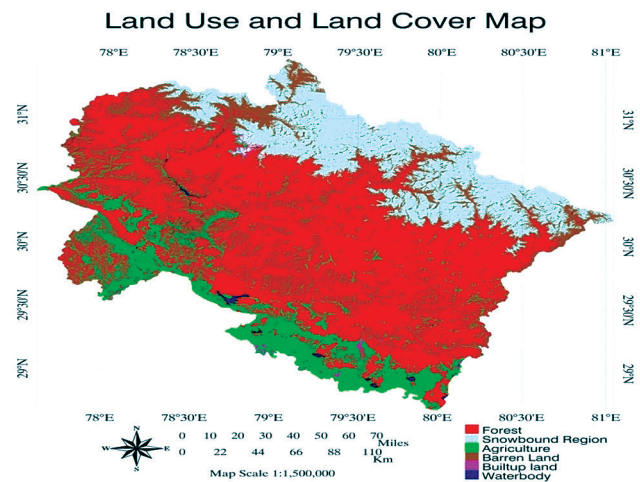 Land Use and Land Cover Map
78°E 78°30'E 79°E 79°30'E 80°E 80°30'E 81°E
31°N 31°N
30°30'N 30°30'N
30°N 30°N
29°30'N 29°30'N
29°N 29°N
78°E 78°30'E 79°E 79°30'E 80°E 80°30'E 81°E
N
W E
S
0 10 20 30 40 50 60 70 Miles
0 22 44 66 88 110 Km
Map Scale 1:1,500,000
Forest
Snowbound Region
Agriculture
Barren Land
Builtup land
Waterbody